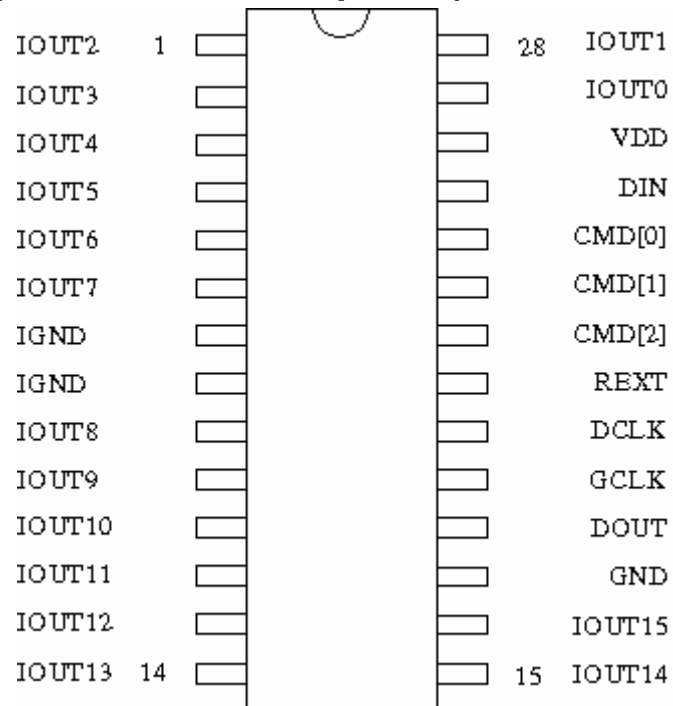 IOUT2 1 28 IOUT1
IOUT3 IOUT0
IOUT4 VDD
IOUT5 DIN
IOUT6 CMD[0]
IOUT7 CMD[1]
IGND CMD[2]
IGND REXT
IOUT8 DCLK
IOUT9 GCLK
IOUT10 DOUT
IOUT11 GND
IOUT12 IOUT15
IOUT13 14 15 IOUT14